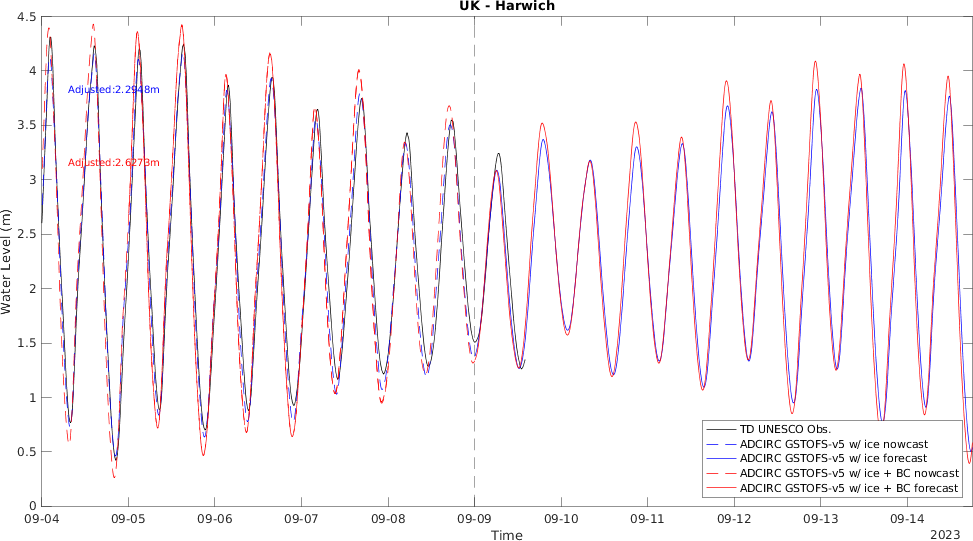 UK - Harwich
4.5
4
3.5
3
2.5
2
1.5
1
0.5
0
Water Level (m)
Adjusted:2.2948m
Adjusted:2.6273m
TD UNESCO Obs.
ADCIRC GSTOFS-v5 w/ ice nowcast
ADCIRC GSTOFS-v5 w/ ice forecast
ADCIRC GSTOFS-v5 w/ ice + BC nowcast
ADCIRC GSTOFS-v5 w/ ice + BC forecast
09-04 09-05 09-06 09-07 09-08 09-09 09-10 09-11 09-12 09-13 09-14
Time
2023